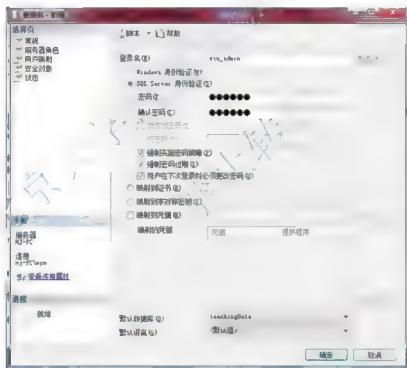 登录名 - 新建
选择页
常规
服务器角色
用户映射
安全对象
状态
脚本 帮助
登录名(N)
Windows 身份验证(W)
SQL Server 身份验证(S)
密码(P)
确认密码(C)
强制实施密码策略(F)
强制密码过期(X)
用户在下次登录时必须更改密码(U)
映射到证书(R)
映射到非对称密钥(A)
映射到凭据(M)
映射的凭据
凭据 提供程序
服务器
MJ-PC
连接
查看连接属性
进度
就绪
默认数据库(D)
teachingData
默认语言(G)
<默认值>
确定 取消